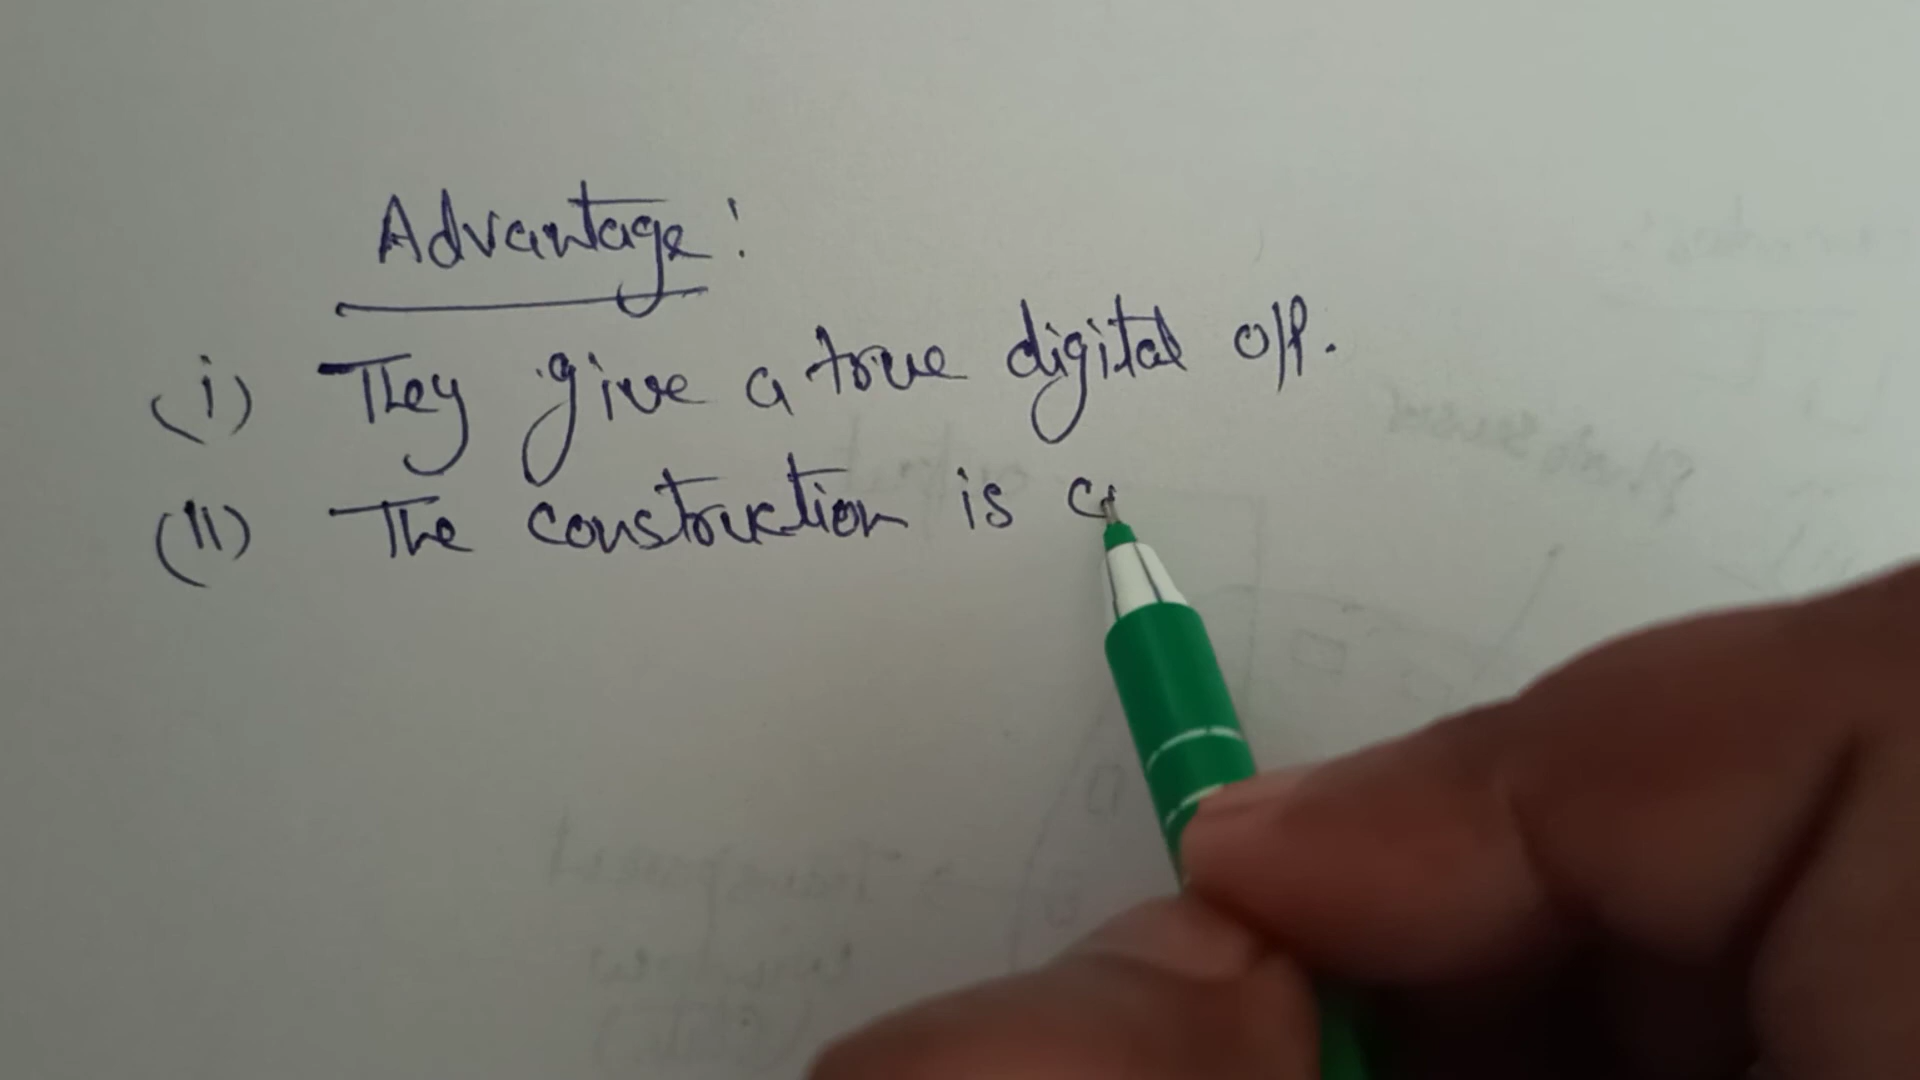 Advantage:
(i) They give a true digital o/p.
(II) The construction is